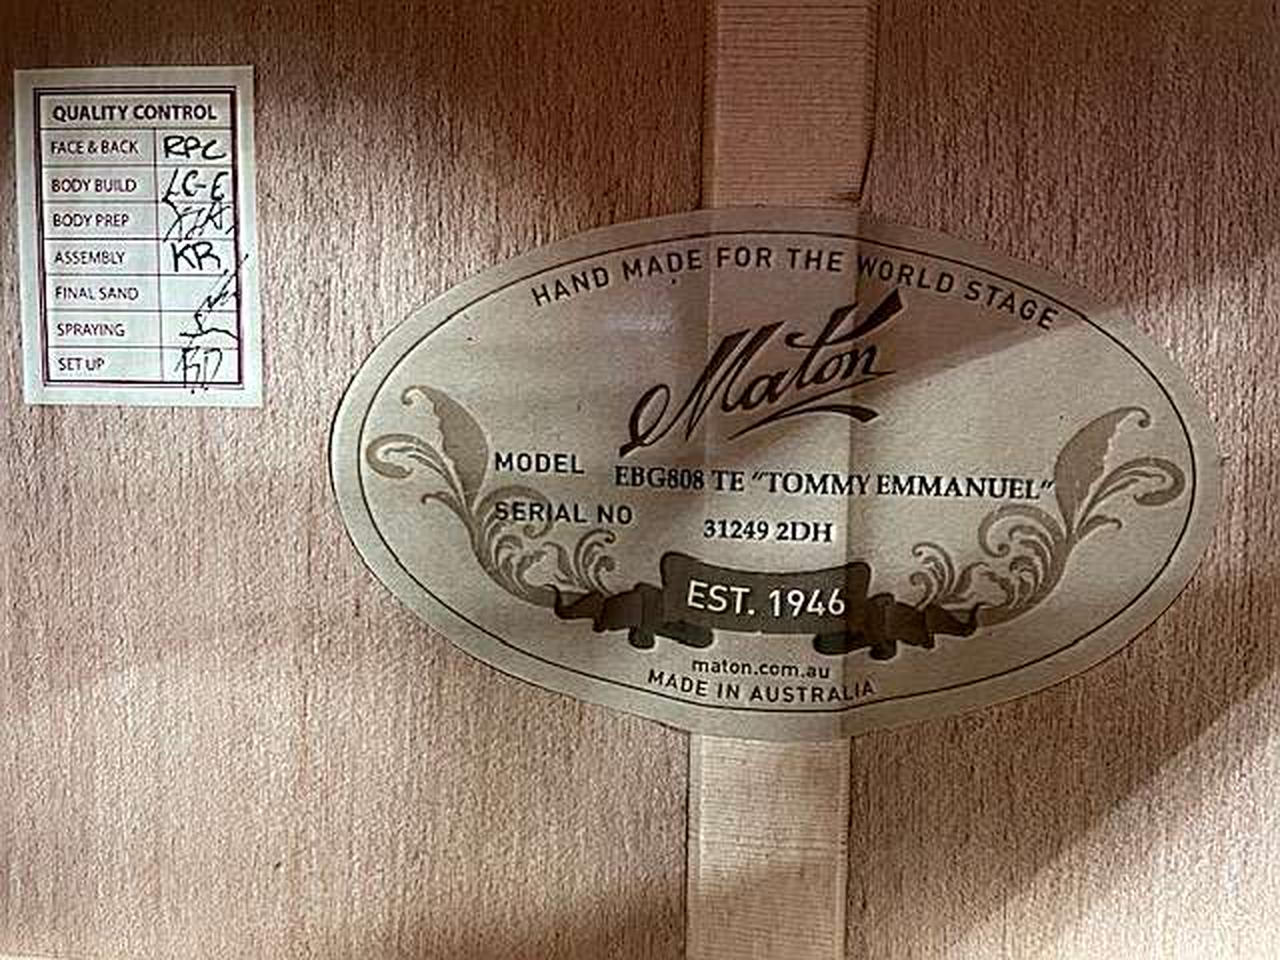 QUALITY CONTROL
FACE & BACK RPC
BODY BUILD LC-E
BODY PREP
ASSEMBLY KR
FINAL SAND
SPRAYING
SET UP
HAND MADE FOR THE WORLD STAGE
Maton
MODEL EBG808 TE "TOMMY EMMANUEL"
SERIAL NO 31249 2DH
EST. 1946
maton.com.au
MADE IN AUSTRALIA